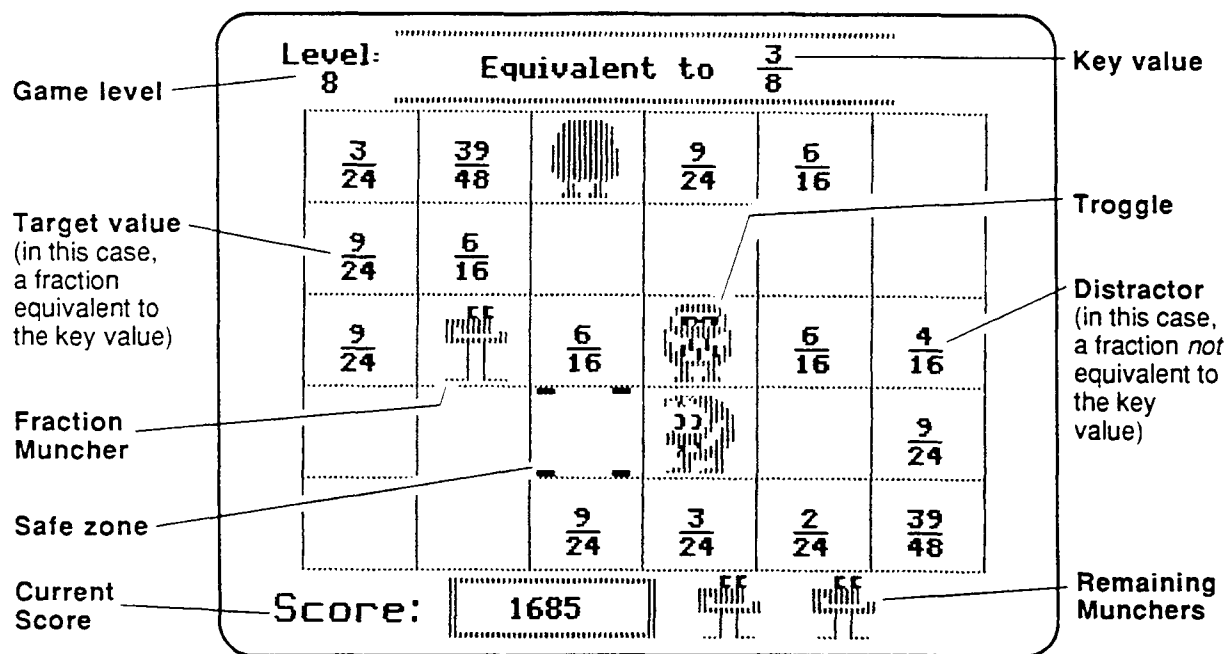 Level:
8
Equivalent to 3/8
Game level
Key value
3/24 39/48 9/24 6/16
Target value
(in this case,
a fraction
equivalent to
the key value)
Troggle
9/24 6/16
Distractor
(in this case,
a fraction not
equivalent to
the key
value)
9/24 6/16 6/16 4/16
Fraction
Muncher
9/24
Safe zone
9/24 3/24 2/24 39/48
Current
Score
Score: 1685
Remaining
Munchers